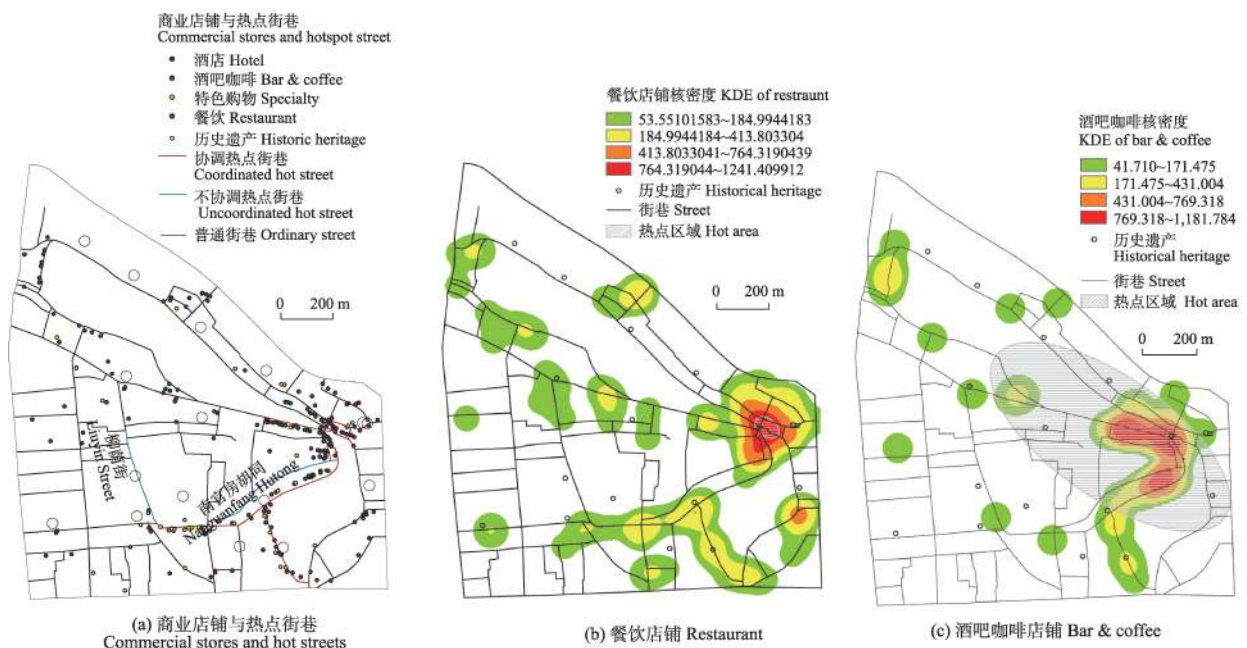 商业店铺与热点街巷
Commercial stores and hotspot street
酒店 Hotel
酒吧咖啡 Bar & coffee
特色购物 Specialty
餐饮 Restaurant
历史遗产 Historic heritage
协调热点街巷
Coordinated hot street
不协调热点街巷
Uncoordinated hot street
普通街巷 Ordinary street
0 200 m
柳荫街
Liuyin Street
南官房胡同
Nanguanfang Hutong
(a) 商业店铺与热点街巷
Commercial stores and hot streets
餐饮店铺核密度 KDE of restraunt
53.55101583~184.9944183
184.9944184~413.803304
413.8033041~764.3190439
764.319044~1241.409912
历史遗产 Historical heritage
街巷 Street
热点区域 Hot area
0 200 m
(b) 餐饮店铺 Restaurant
酒吧咖啡核密度
KDE of bar & coffee
41.710~171.475
171.475~431.004
431.004~769.318
769.318~1,181.784
历史遗产
Historical heritage
街巷 Street
热点区域 Hot area
0 200 m
(c) 酒吧咖啡店铺 Bar & coffee